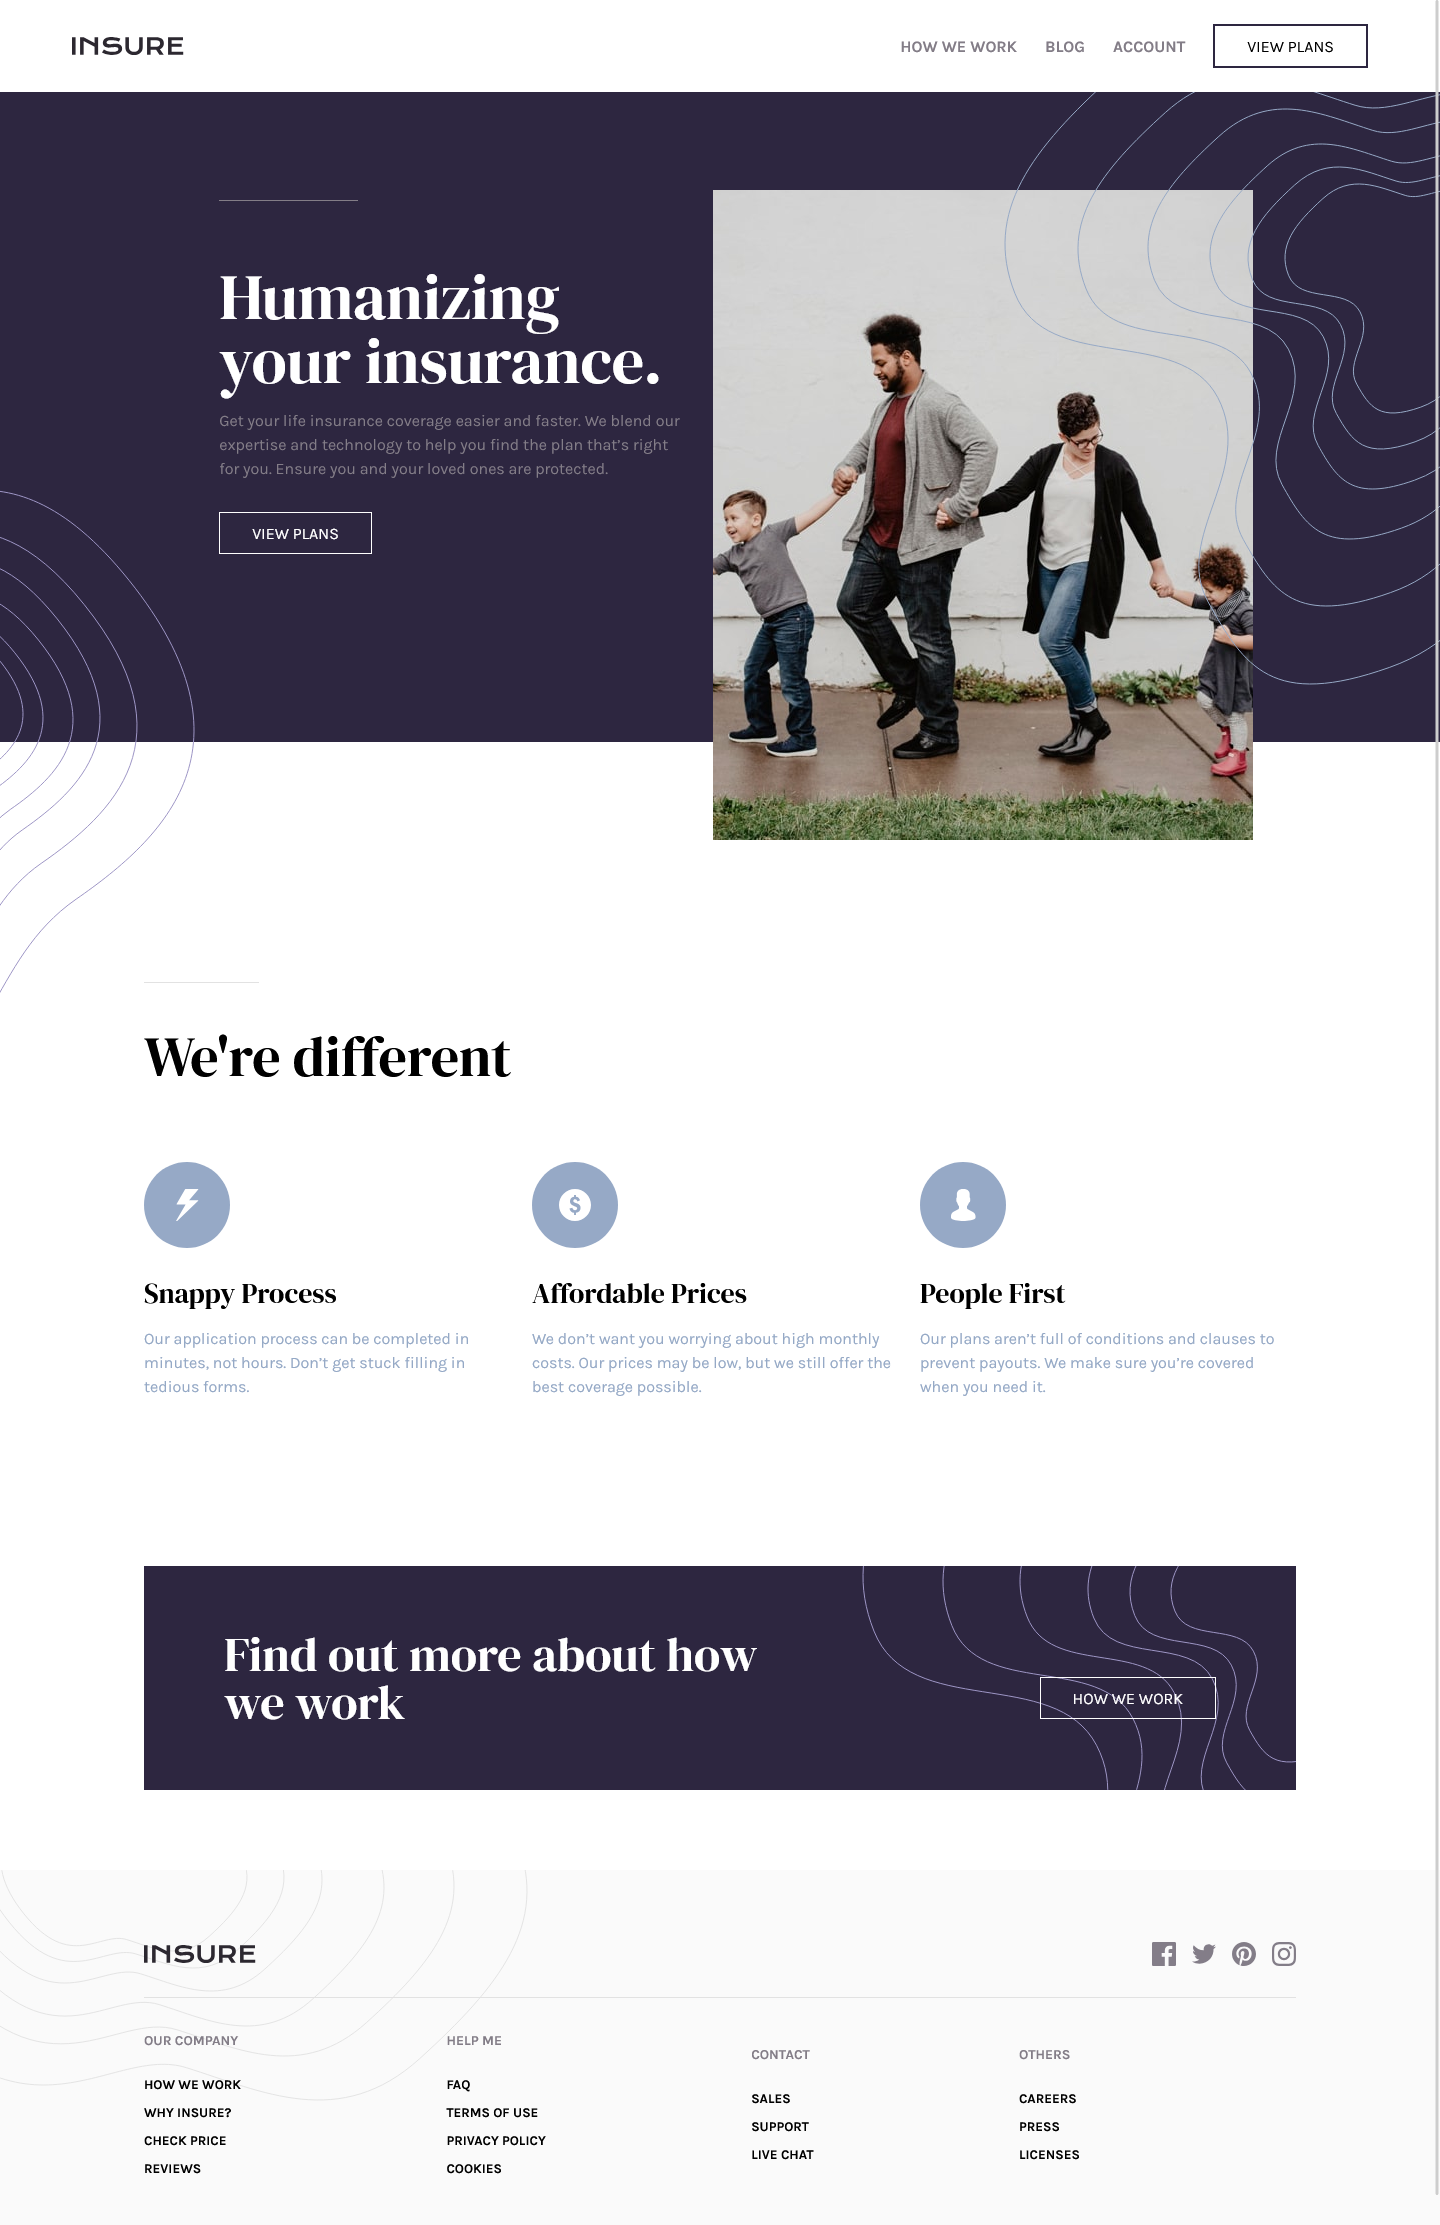 INSURE
HOW WE WORK BLOG ACCOUNT VIEW PLANS
Humanizing
your insurance.
Get your life insurance coverage easier and faster. We blend our
expertise and technology to help you find the plan that’s right
for you. Ensure you and your loved ones are protected.
VIEW PLANS
We're different
Snappy Process
Our application process can be completed in
minutes, not hours. Don’t get stuck filling in
tedious forms.
Affordable Prices
We don’t want you worrying about high monthly
costs. Our prices may be low, but we still offer the
best coverage possible.
People First
Our plans aren’t full of conditions and clauses to
prevent payouts. We make sure you’re covered
when you need it.
Find out more about how
we work
HOW WE WORK
INSURE
OUR COMPANY
HOW WE WORK
WHY INSURE?
CHECK PRICE
REVIEWS
HELP ME
FAQ
TERMS OF USE
PRIVACY POLICY
COOKIES
CONTACT
SALES
SUPPORT
LIVE CHAT
OTHERS
CAREERS
PRESS
LICENSES